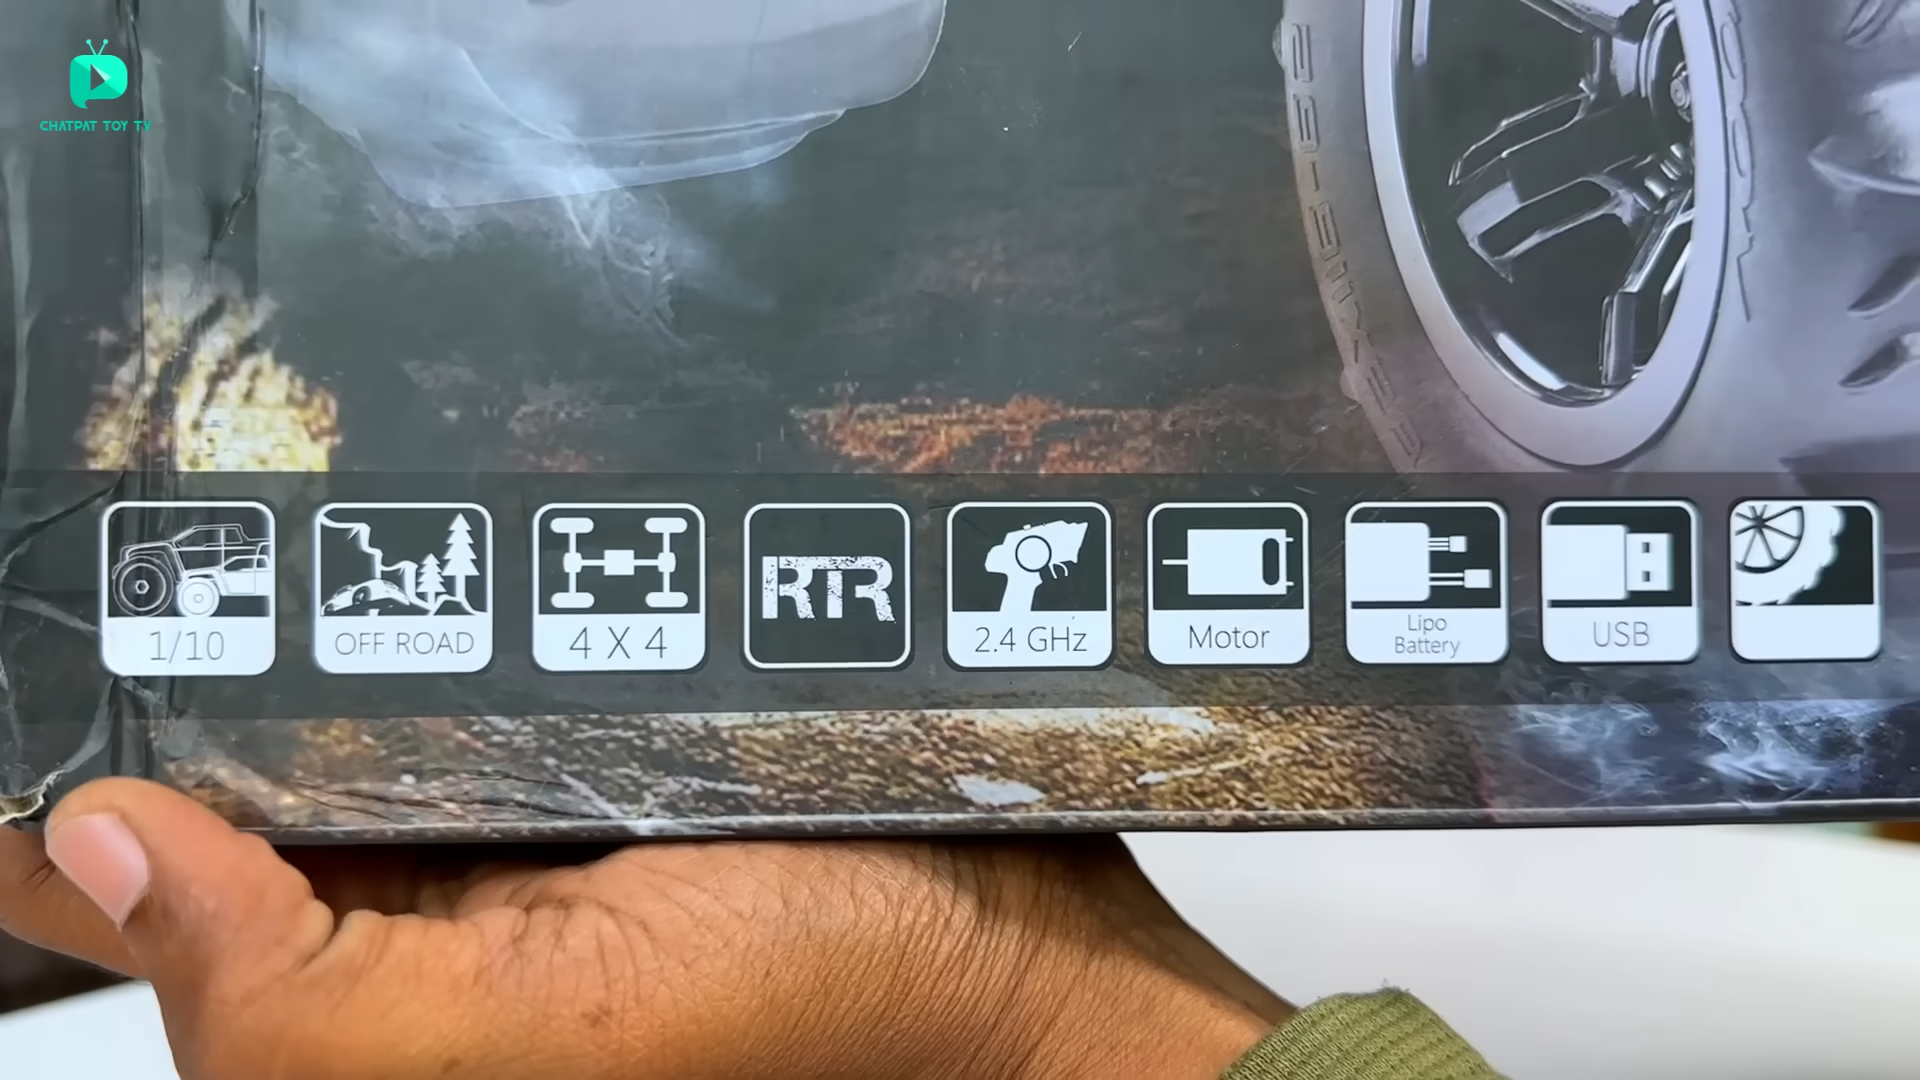 CHATPAT TOY TV
1/10
OFF ROAD
4 X 4
RTR
2.4 GHz
Motor
Lipo
Battery
USB